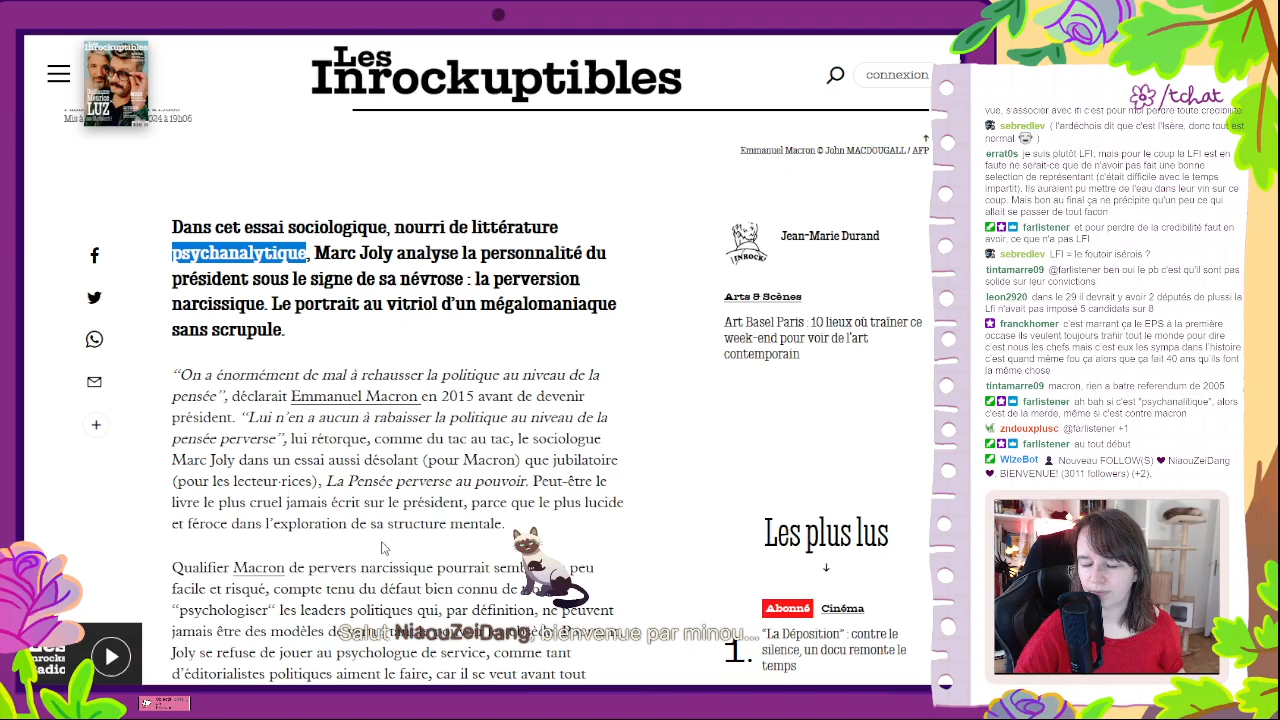 Les
Inrockuptibles
connexion
2024 à 19h06
Emmanuel Macron © John MACDOUGALL / AFP
Dans cet essai sociologique, nourri de littérature
psychanalytique, Marc Joly analyse la personnalité du
président sous le signe de sa névrose : la perversion
narcissique. Le portrait au vitriol d’un mégalomaniaque
sans scrupule.
“On a énormément de mal à rehausser la politique au niveau de la
pensée”, déclarait Emmanuel Macron en 2015 avant de devenir
président. “Lui n’en a aucun à rabaisser la politique au niveau de la
pensée perverse”, lui rétorque, comme du tac au tac, le sociologue
Marc Joly dans un essai aussi désolant (pour Macron) que jubilatoire
(pour les lecteur·rices), La Pensée perverse au pouvoir. Peut-être le
livre le plus cruel jamais écrit sur le président, parce que le plus lucide
et féroce dans l’exploration de sa structure mentale.
Qualifier Macron de pervers narcissique pourrait peu
facile et risqué, compte tenu du défaut bien connu de
“psychologiser“ les leaders politiques qui, par définition, ne peuvent
jamais être des modèles
Joly se refuse de jouer au psychologue de service, comme tant
d’éditorialistes politiques aiment le faire, car il se veut avant tout
Salut NiaouZeiDang, bienvenue par minou...
INROCK
Jean-Marie Durand
Arts & Scènes
Art Basel Paris : 10 lieux où traîner ce
week-end pour voir de l’art
contemporain
Les plus lus
Abonné Cinéma
1.
“La Déposition” : contre le
silence, un docu remonte le
temps
/tchat
vue, s'associer avec lfi c'est pour moi perdre toute crédibilité
sebredlev ( l'ardéchois dit que c'est l'Isère, donc tout est
normal )
errat0s je suis plutôt LFI, mais pour le coup la LFI est en
faute ne serait-ce que de n'avoir pas fait une bonne
selection de représentant (c'était difficile avec le temps
impartit). Ils auraient pu metre de l'eau dans leur vin sur ce
coup. Mais bon au final ça ne précipite qu'un peu ce qui
allait se passer de tout facon
farlistener et pour perdre de la credibilité faut en
avoir, ce que n'a pas LFI
sebredlev LFI = le foutoir isérois ?
tintamarre09 @farlistener ben oui le pb c'est qu'il sont pas
solide sur leur convictions
leon2920 dans le 29 il devrait y avoir 2 députés de plussi la
Lfi n'avait pas imposé 5 candidats sur 8
franckhomer c'est marrant ça le EPS à la première
occase ils veulent toujours trahir tout le monde pour dire
c'est nous les chefs mais c'est eux les sympa dans l'histoire
c'est quand même fou ça alors que ça fait 40 ans qu'ils font
la même chose
tintamarre09 macron, rien a batre referendum de 2005
farlistener ah bah si c'est "psychanalitique", alors
c'est de la merde, même si c'est contre macron
zndeuxplusc @farlistener +1
farlistener au tout début
WizeBot Nouveau FOLLOW(S) NiaouZeiDang
, BIENVENUE! (3011 followers) (+2).